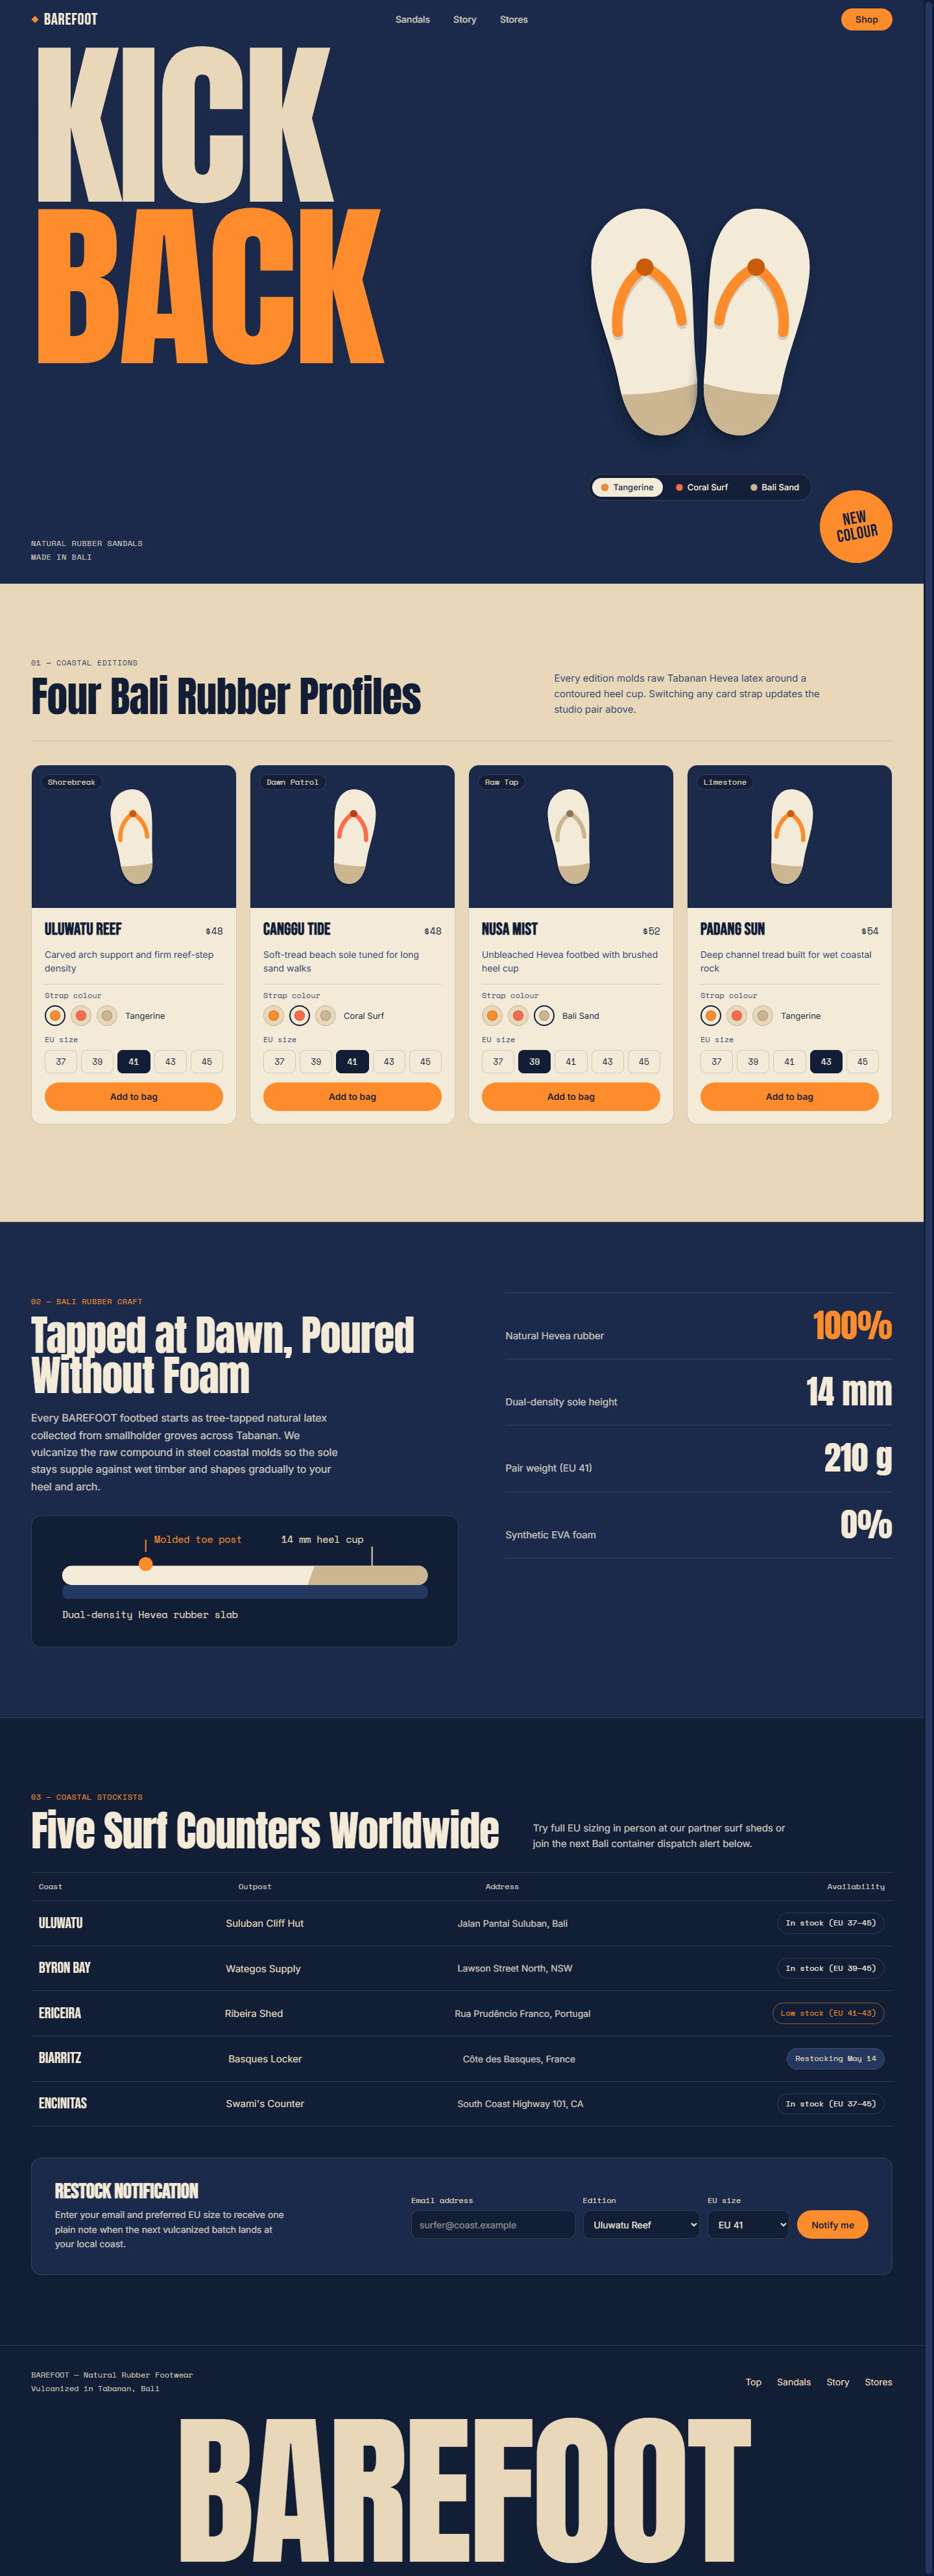 BAREFOOT
Sandals Story Stores
Shop
KICK
BACK
Tangerine Coral Surf Bali Sand
NEW
COLOUR
NATURAL RUBBER SANDALS
MADE IN BALI
01 — COASTAL EDITIONS
Four Bali Rubber Profiles
Every edition molds raw Tabanan Hevea latex around a
contoured heel cup. Switching any card strap updates the
studio pair above.
Shorebreak
ULUWATU REEF $48
Carved arch support and firm reef-step
density
Strap colour
Tangerine
EU size
37 39 41 43 45
Add to bag
Dawn Patrol
CANGGU TIDE $48
Soft-tread beach sole tuned for long
sand walks
Strap colour
Coral Surf
EU size
37 39 41 43 45
Add to bag
Raw Tap
NUSA MIST $52
Unbleached Hevea footbed with brushed
heel cup
Strap colour
Bali Sand
EU size
37 39 41 43 45
Add to bag
Limestone
PADANG SUN $54
Deep channel tread built for wet coastal
rock
Strap colour
Tangerine
EU size
37 39 41 43 45
Add to bag
02 — BALI RUBBER CRAFT
Tapped at Dawn, Poured
Without Foam
Every BAREFOOT footbed starts as tree-tapped natural latex
collected from smallholder groves across Tabanan. We
vulcanize the raw compound in steel coastal molds so the sole
stays supple against wet timber and shapes gradually to your
heel and arch.
Molded toe post 14 mm heel cup
Dual-density Hevea rubber slab
Natural Hevea rubber 100%
Dual-density sole height 14 mm
Pair weight (EU 41) 210 g
Synthetic EVA foam 0%
03 — COASTAL STOCKISTS
Five Surf Counters Worldwide
Try full EU sizing in person at our partner surf sheds or
join the next Bali container dispatch alert below.
Coast Outpost Address Availability
ULUWATU Suluban Cliff Hut Jalan Pantai Suluban, Bali In stock (EU 37–45)
BYRON BAY Wategos Supply Lawson Street North, NSW In stock (EU 39–45)
ERICEIRA Ribeira Shed Rua Prudêncio Franco, Portugal Low stock (EU 41–43)
BIARRITZ Basques Locker Côte des Basques, France Restocking May 14
ENCINITAS Swami's Counter South Coast Highway 101, CA In stock (EU 37–45)
RESTOCK NOTIFICATION
Enter your email and preferred EU size to receive one
plain note when the next vulcanized batch lands at
your local coast.
Email address Edition EU size
surfer@coast.example Uluwatu Reef EU 41 Notify me
BAREFOOT — Natural Rubber Footwear
Vulcanized in Tabanan, Bali
Top Sandals Story Stores
BAREFOOT